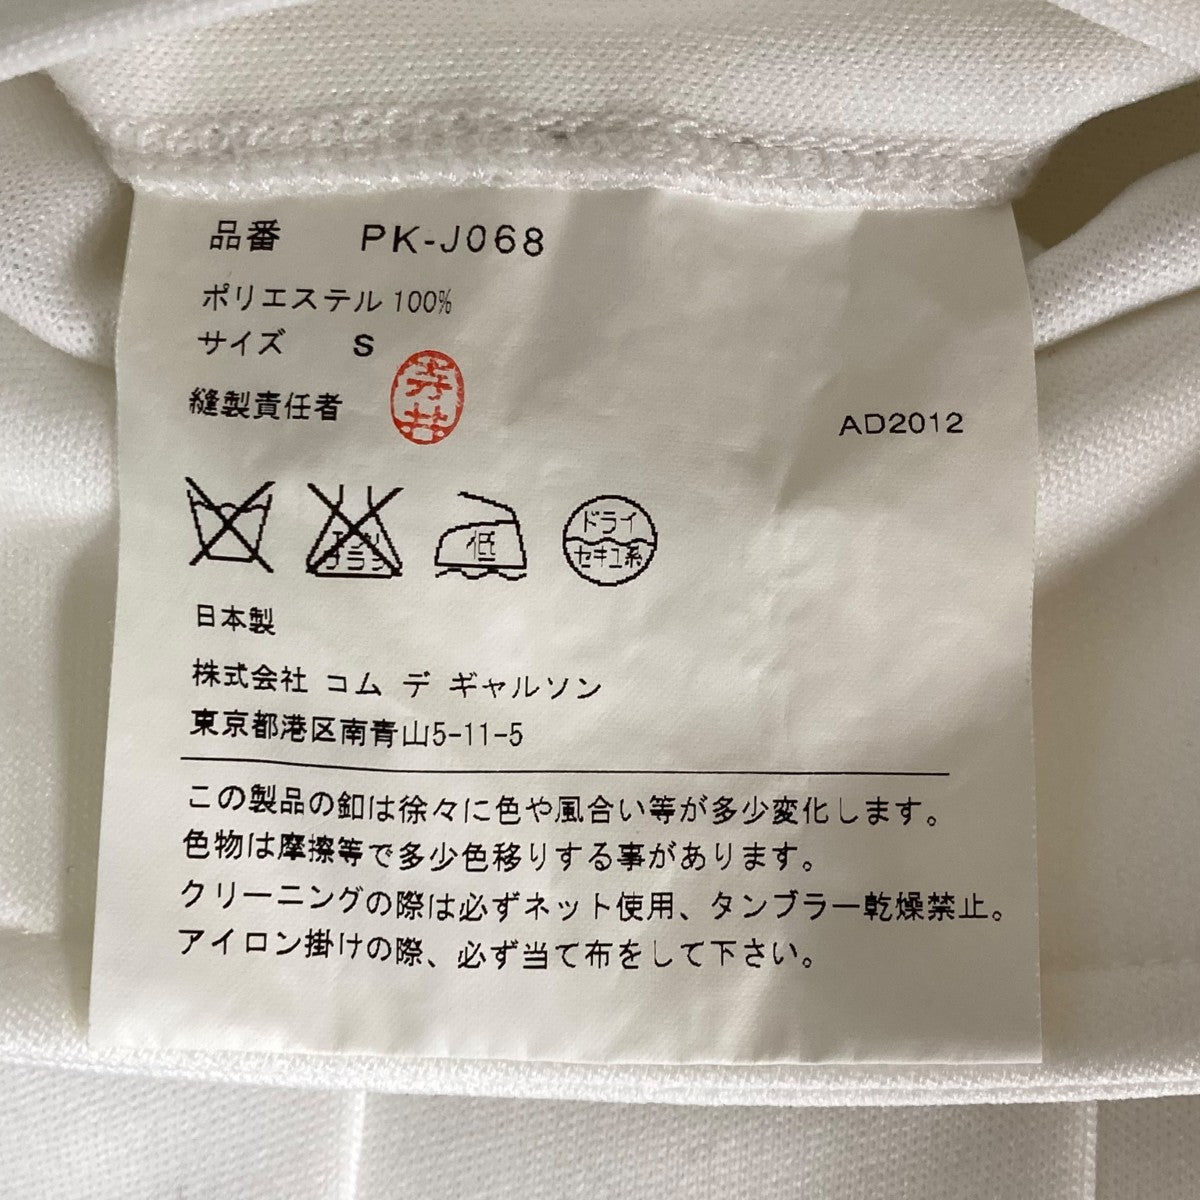 品番 PK-J068
ポリエステル 100%
サイズ S
縫製責任者
AD2012
エンソ
低
ドライ
セキユ系
日本製
株式会社 コム デ ギャルソン
東京都港区南青山5-11-5
この製品の釦は徐々に色や風合い等が多少変化します。
色物は摩擦等で多少色移りする事があります。
クリーニングの際は必ずネット使用、タンブラー乾燥禁止。
アイロン掛けの際、必ず当て布をして下さい。